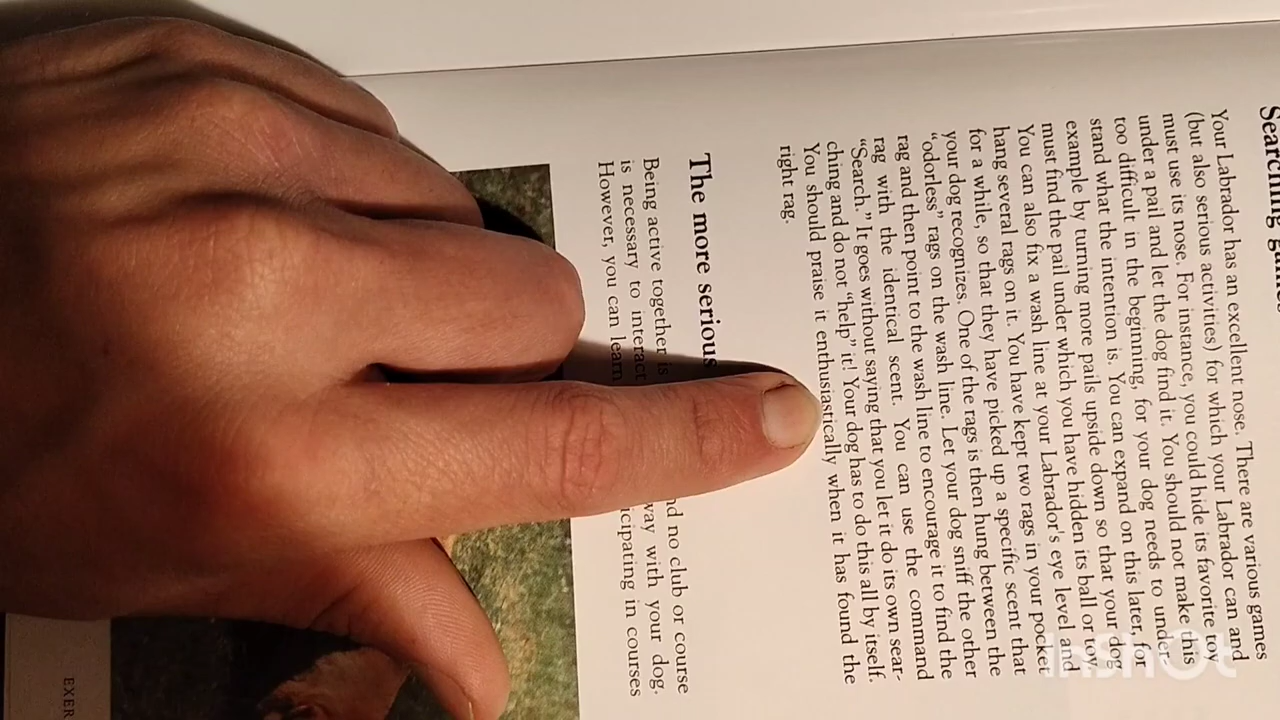 Searching games
Your Labrador has an excellent nose. There are various games
(but also serious activities) for which your Labrador can and
must use its nose. For instance, you could hide its favorite toy
under a pail and let the dog find it. You should not make this
too difficult in the beginning, for your dog needs to under-
stand what the intention is. You can expand on this later, for
example by turning more pails upside down so that your dog
must find the pail under which you have hidden its ball or toy.
You can also fix a wash line at your Labrador's eye level and
hang several rags on it. You have kept two rags in your pocket
for a while, so that they have picked up a specific scent that
your dog recognizes. One of the rags is then hung between the
“odorless” rags on the wash line. Let your dog sniff the other
rag and then point to the wash line to encourage it to find the
rag with the identical scent. You can use the command
“Search.” It goes without saying that you let it do its own sear-
ching and do not “help” it! Your dog has to do this all by itself.
You should praise it enthusiastically when it has found the
right rag.
The more serious
Being active together is nd no club or course
is necessary to interact way with your dog.
However, you can learn icipating in courses
EXER
InShOt